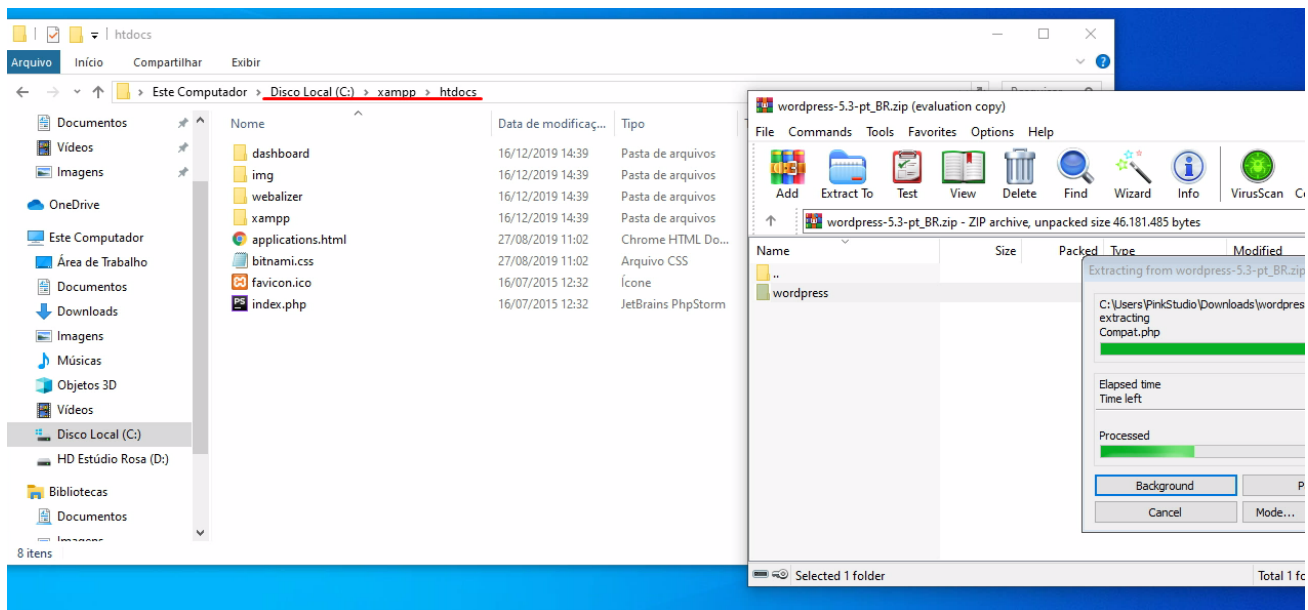 htdocs
Arquivo Início Compartilhar Exibir
Este Computador > Disco Local (C:) > xampp > htdocs
Documentos
Vídeos
Imagens
OneDrive
Este Computador
Área de Trabalho
Documentos
Downloads
Imagens
Músicas
Objetos 3D
Vídeos
Disco Local (C:)
HD Estúdio Rosa (D:)
Bibliotecas
Documentos
Imagens
8 itens
Nome Data de modificaç... Tipo
dashboard 16/12/2019 14:39 Pasta de arquivos
img 16/12/2019 14:39 Pasta de arquivos
webalizer 16/12/2019 14:39 Pasta de arquivos
xampp 16/12/2019 14:39 Pasta de arquivos
applications.html 27/08/2019 11:02 Chrome HTML Do...
bitnami.css 27/08/2019 11:02 Arquivo CSS
favicon.ico 16/07/2015 12:32 Ícone
index.php 16/07/2015 12:32 JetBrains PhpStorm
wordpress-5.3-pt_BR.zip (evaluation copy)
File Commands Tools Favorites Options Help
Add Extract To Test View Delete Find Wizard Info VirusScan
wordpress-5.3-pt_BR.zip - ZIP archive, unpacked size 46.181.485 bytes
Name Size Packed Type Modified
..
wordpress
Extracting from wordpress-5.3-pt_BR.zip
C:\Users\PinkStudio\Downloads\wordpres
extracting
Compat.php
Elapsed time
Time left
Processed
Background P
Cancel Mode...
Selected 1 folder Total 1 fo